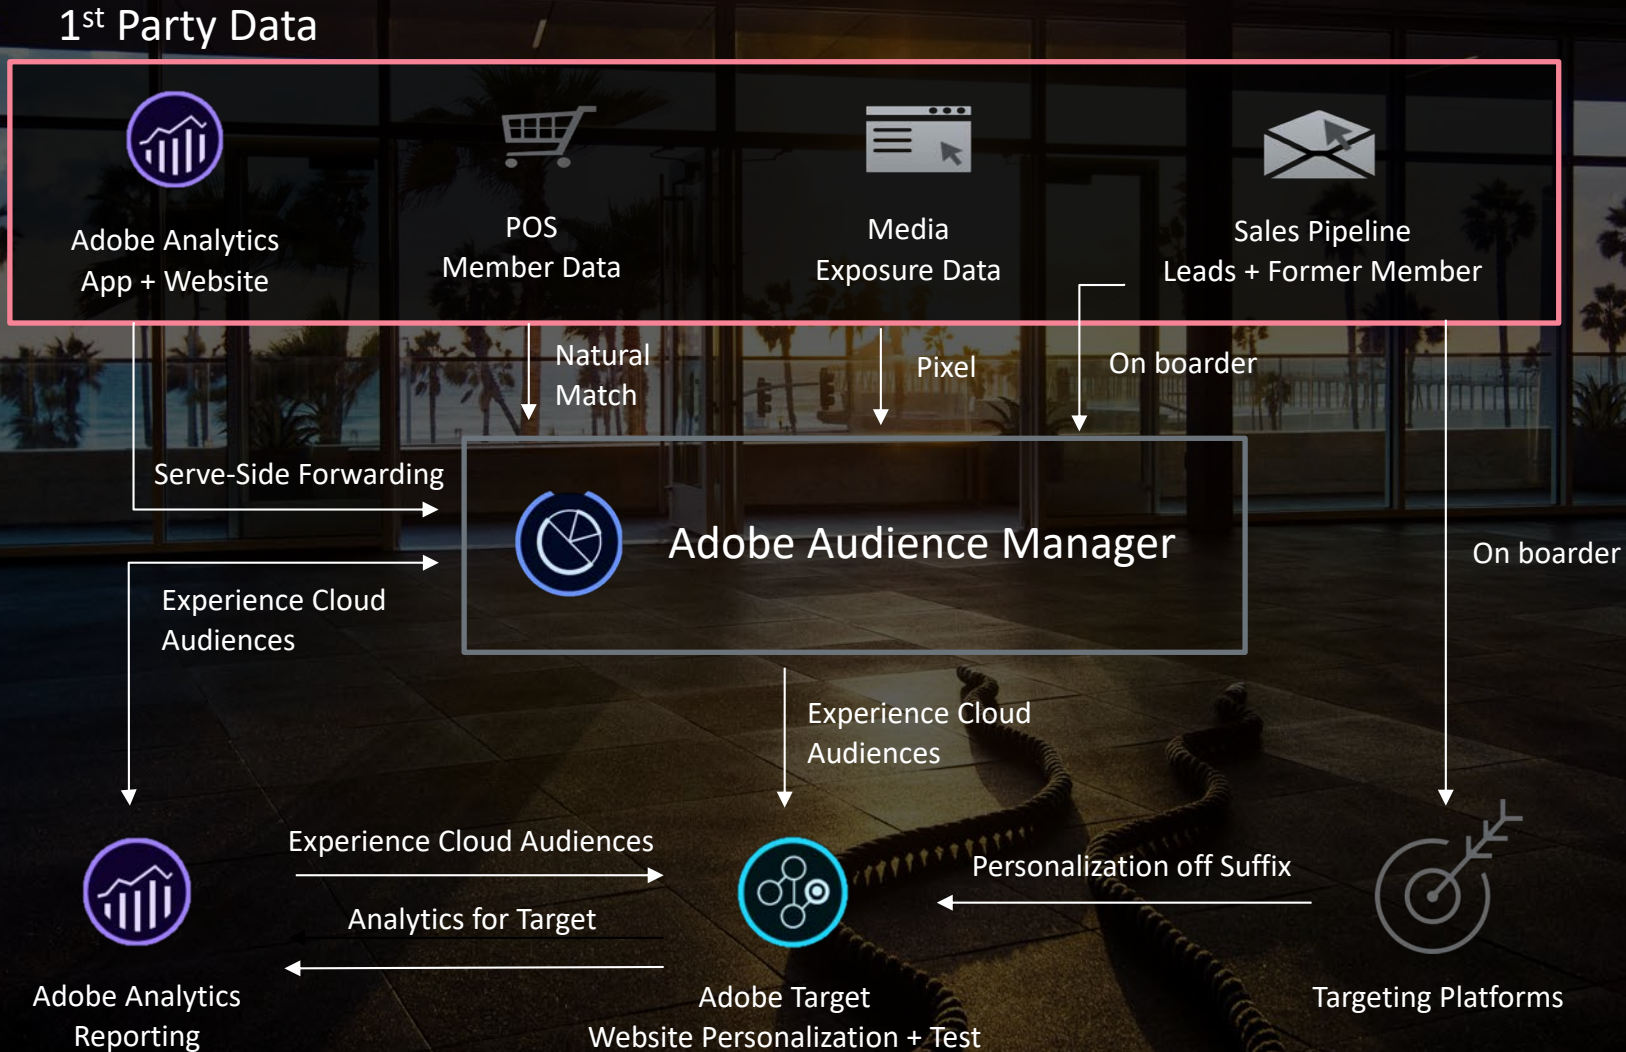 1st Party Data
Adobe Analytics
App + Website
POS
Member Data
Media
Exposure Data
Sales Pipeline
Leads + Former Member
Natural
Match
Pixel
On boarder
Serve-Side Forwarding
Adobe Audience Manager
On boarder
Experience Cloud
Audiences
Experience Cloud
Audiences
Experience Cloud Audiences
Analytics for Target
Personalization off Suffix
Adobe Analytics
Reporting
Adobe Target
Website Personalization + Test
Targeting Platforms